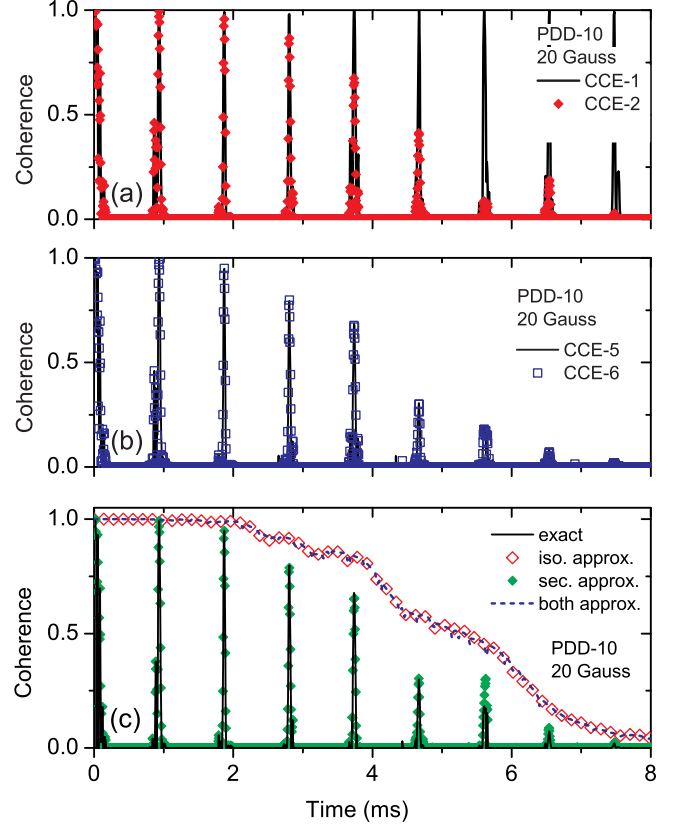 1.0
PDD-10
20 Gauss
CCE-1
CCE-2
Coherence
0.5
(a)
0.0
1.0
PDD-10
20 Gauss
CCE-5
CCE-6
Coherence
0.5
(b)
0.0
1.0
exact
iso. approx.
sec. approx.
both approx.
Coherence
0.5
PDD-10
20 Gauss
(c)
0.0
0 2 4 6 8
Time (ms)